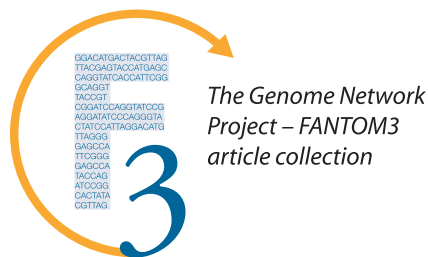 GGACATGACTACGTTAG
TTACGAGTACCATGAGC
CAGGTATCACCATTCGG
GCAGGT
TACCGT
CGGATCCAGGTATCCG
AGGATATCCCAGGGTA
CTATCCATTAGGACATG
TTAGGG
GAGCCA
TTCGGG
GAGCCA
TACCAG
ATCCGG
CACTATA
CGTTAG
3
The Genome Network
Project – FANTOM3
article collection